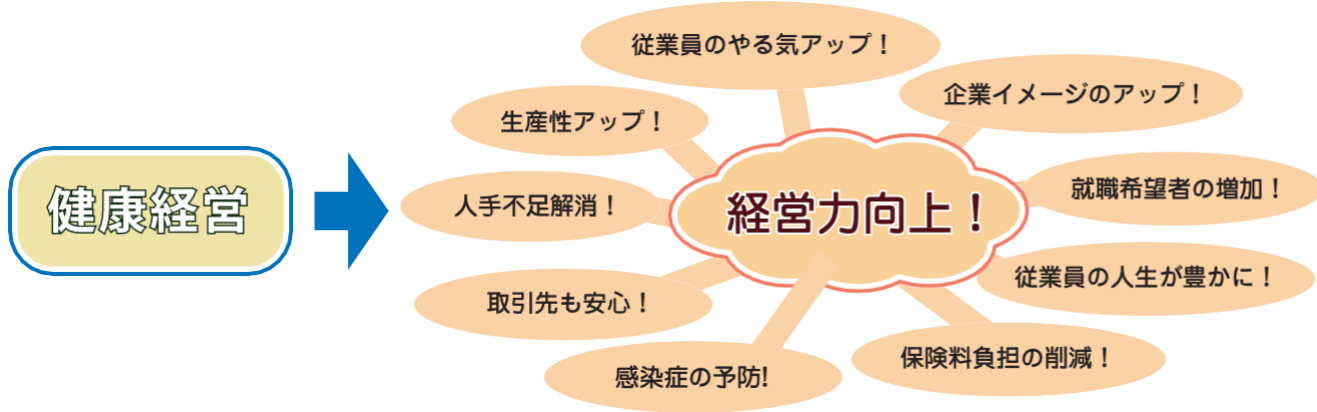 従業員のやる気アップ！
企業イメージのアップ！
生産性アップ！
就職希望者の増加！
健康経営
人手不足解消！
経営力向上！
従業員の人生が豊かに！
取引先も安心！
保険料負担の削減！
感染症の予防!